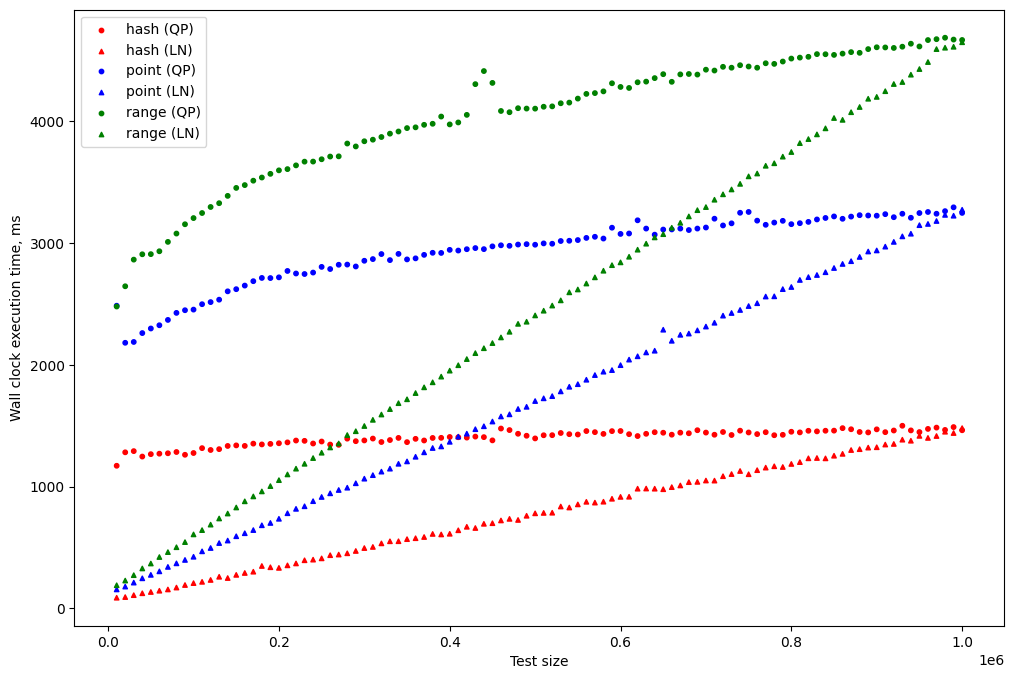 hash (QP)
hash (LN)
point (QP)
point (LN)
range (QP)
range (LN)
Wall clock execution time, ms
4000
3000
2000
1000
0
0.0
0.2
0.4
0.6
0.8
1.0
1e6
Test size